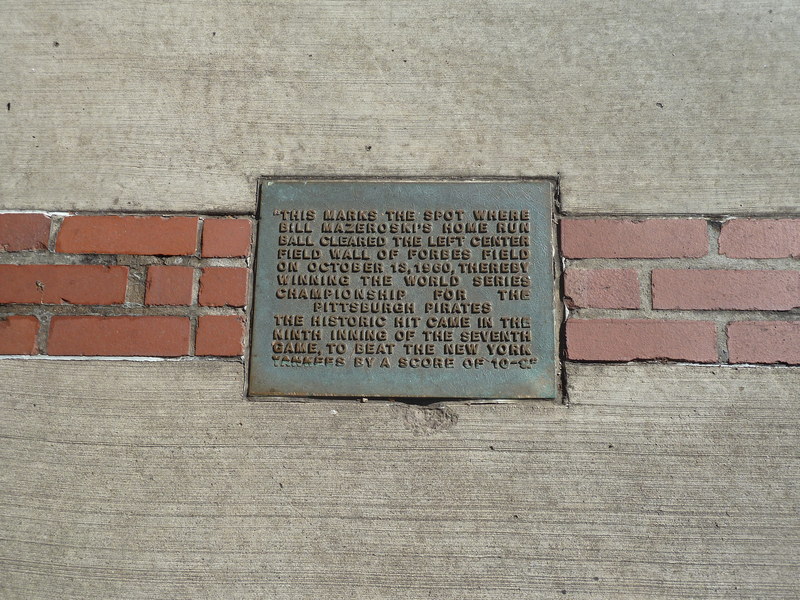 "THIS MARKS THE SPOT WHERE
BILL MAZEROSKI'S HOME RUN
BALL CLEARED THE LEFT CENTER
FIELD WALL OF FORBES FIELD
ON OCTOBER 13, 1960, THEREBY
WINNING THE WORLD SERIES
CHAMPIONSHIP FOR THE
PITTSBURGH PIRATES
THE HISTORIC HIT CAME IN THE
NINTH INNING OF THE SEVENTH
GAME, TO BEAT THE NEW YORK
YANKEES BY A SCORE OF 10-9"